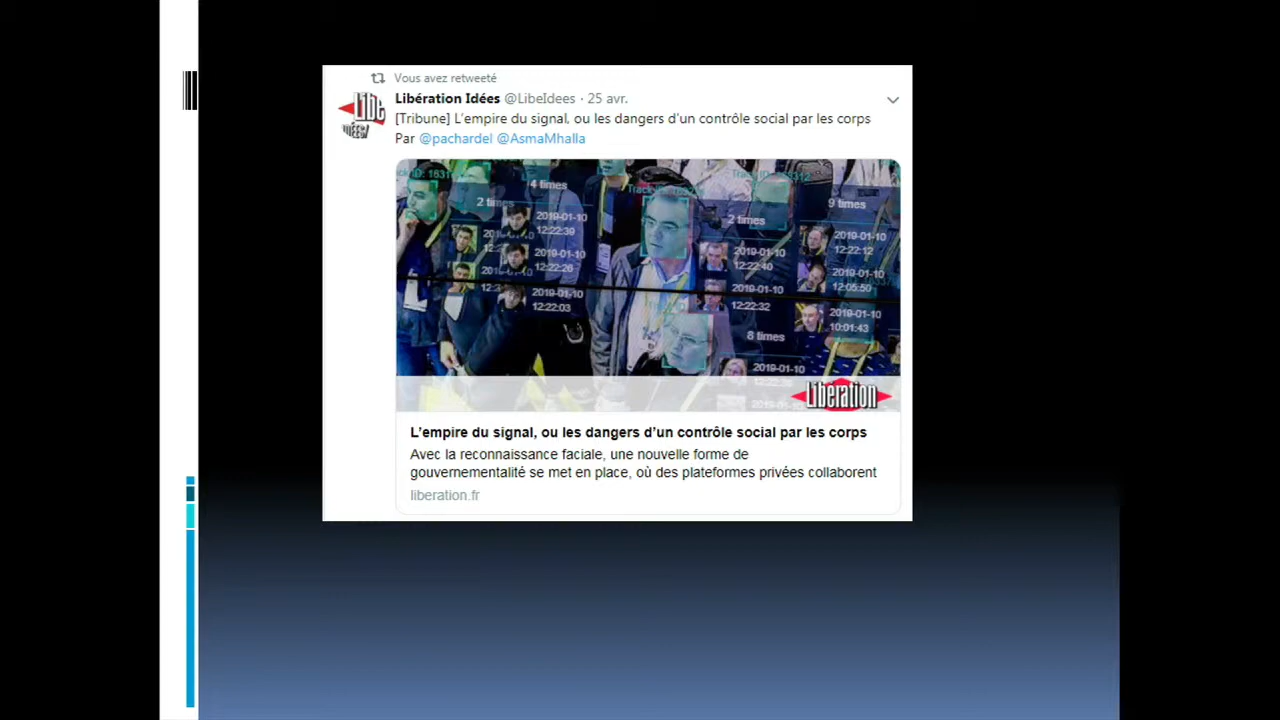 Vous avez retweeté
Libération Idées @LibeIdees · 25 avr.
[Tribune] L'empire du signal, ou les dangers d'un contrôle social par les corps
Par @pachardel @AsmaMhalla
Libé
IDÉES
4 times
2 times
2019-01-10
12:22:39
2019-01-10
12:22:26
2019-01-10
12:22:03
2 times
2019-01-10
12:22:40
2019-01-10
12:22:32
8 times
2019-01-10
9 times
2019-01-10
12:22:12
2019-01-10
12:05:50
2019-01-10
10:01:43
Libération
L'empire du signal, ou les dangers d'un contrôle social par les corps
Avec la reconnaissance faciale, une nouvelle forme de
gouvernementalité se met en place, où des plateformes privées collaborent
liberation.fr